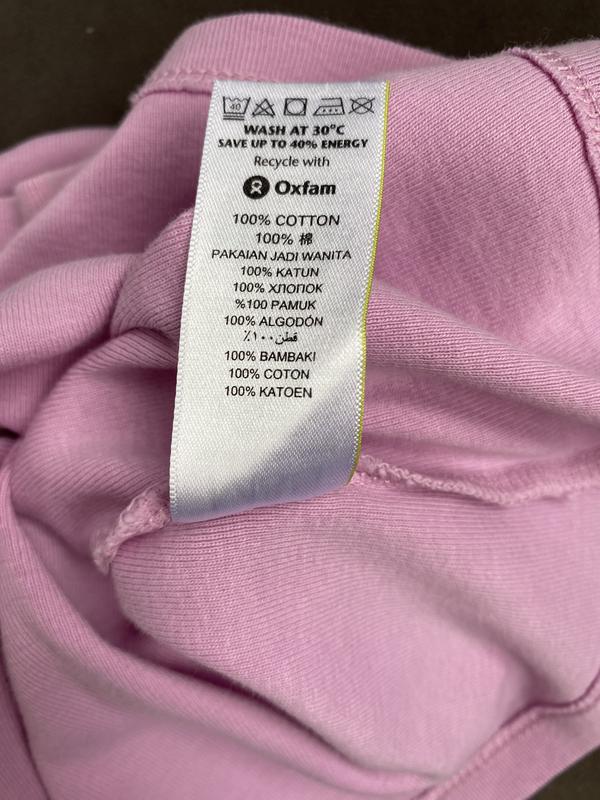 40
WASH AT 30°C
SAVE UP TO 40% ENERGY
Recycle with
Oxfam
100% COTTON
100% 棉
PAKAIAN JADI WANITA
100% KATUN
100% ХЛОПОК
%100 PAMUK
100% ALGODÓN
قطن ١٠٠٪
100% BAMBAKI
100% COTON
100% KATOEN